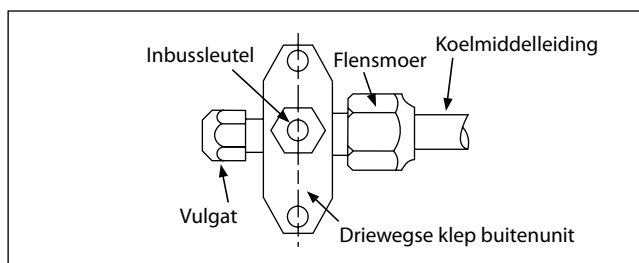 Koelmiddelleiding
Inbussleutel
Flensmoer
Vulgat
Driewegse klep buitenunit